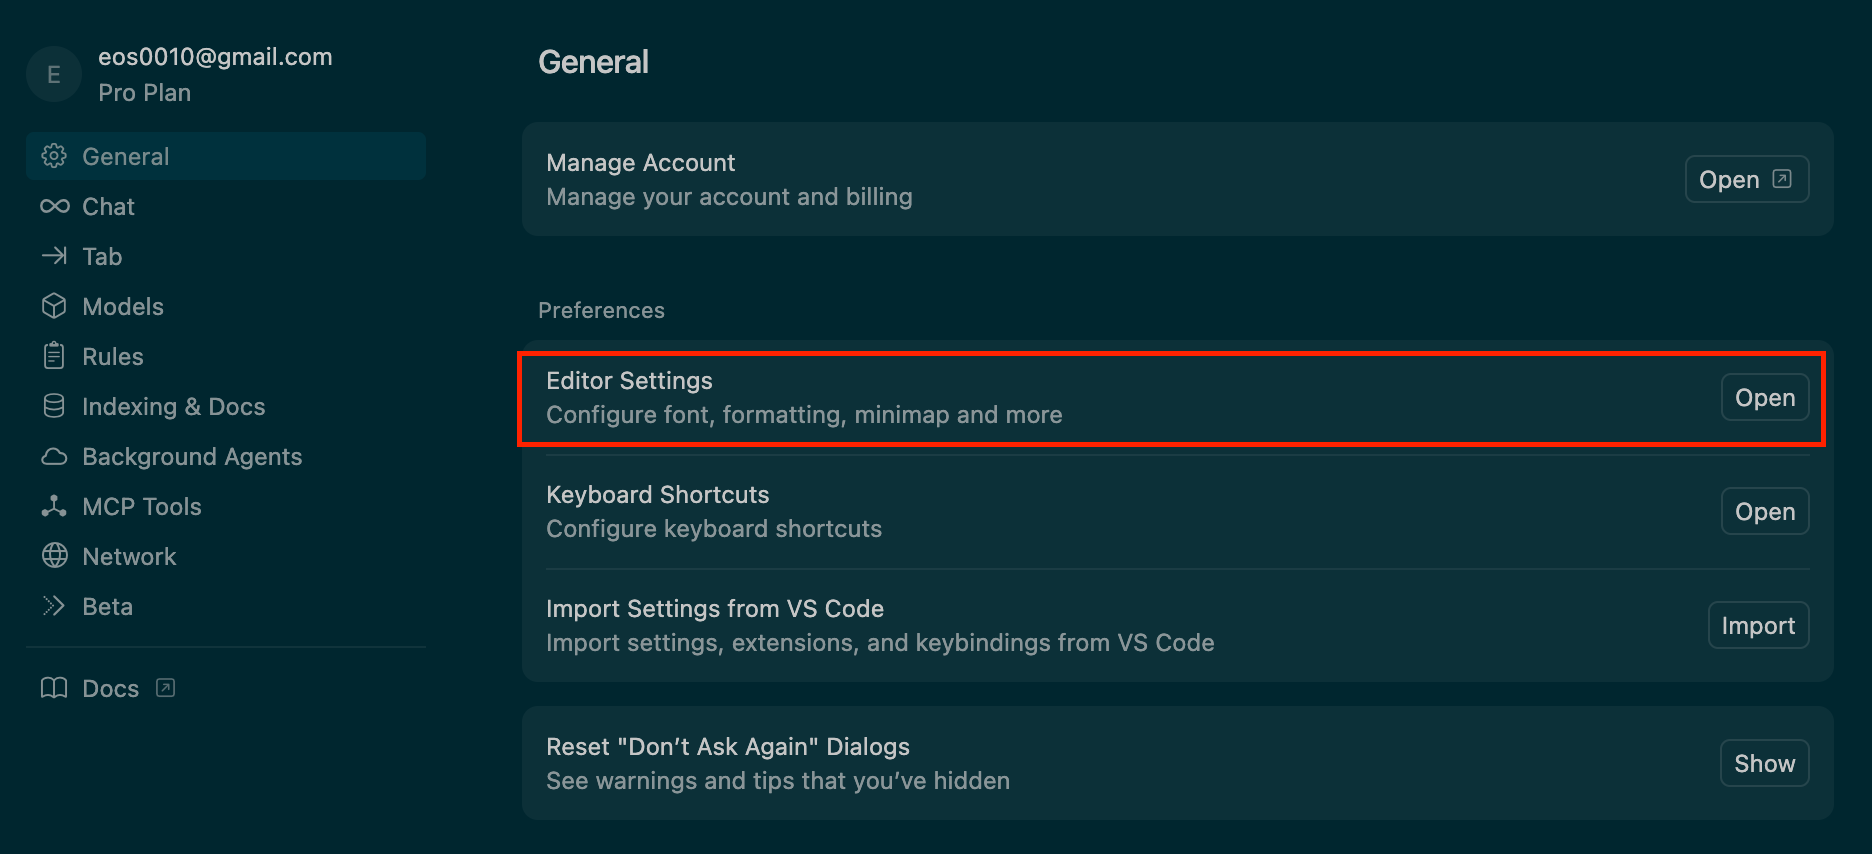 E
eos0010@gmail.com
Pro Plan
General
Chat
Tab
Models
Rules
Indexing & Docs
Background Agents
MCP Tools
Network
Beta
Docs
General
Manage Account
Manage your account and billing
Open
Preferences
Editor Settings
Configure font, formatting, minimap and more
Open
Keyboard Shortcuts
Configure keyboard shortcuts
Open
Import Settings from VS Code
Import settings, extensions, and keybindings from VS Code
Import
Reset "Don’t Ask Again" Dialogs
See warnings and tips that you’ve hidden
Show